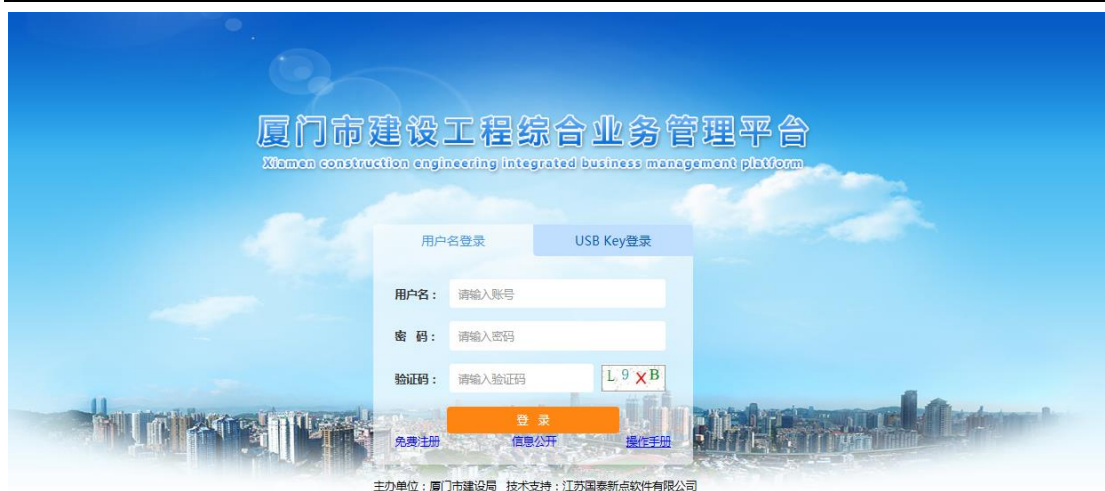 厦门市建设工程综合业务管理平台
Xiamen construction engineering integrated business management platform
用户名登录 USB Key登录
用户名： 请输入账号
密 码： 请输入密码
验证码： 请输入验证码 L9XB
登 录
免费注册 信息公开 操作手册
主办单位：厦门市建设局 技术支持：江苏国泰新点软件有限公司